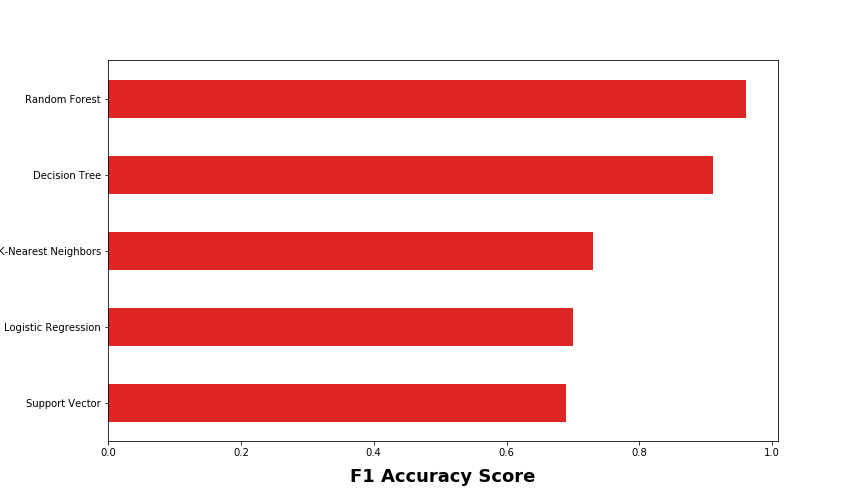 Random Forest
Decision Tree
K-Nearest Neighbors
Logistic Regression
Support Vector
0.0 0.2 0.4 0.6 0.8 1.0
F1 Accuracy Score